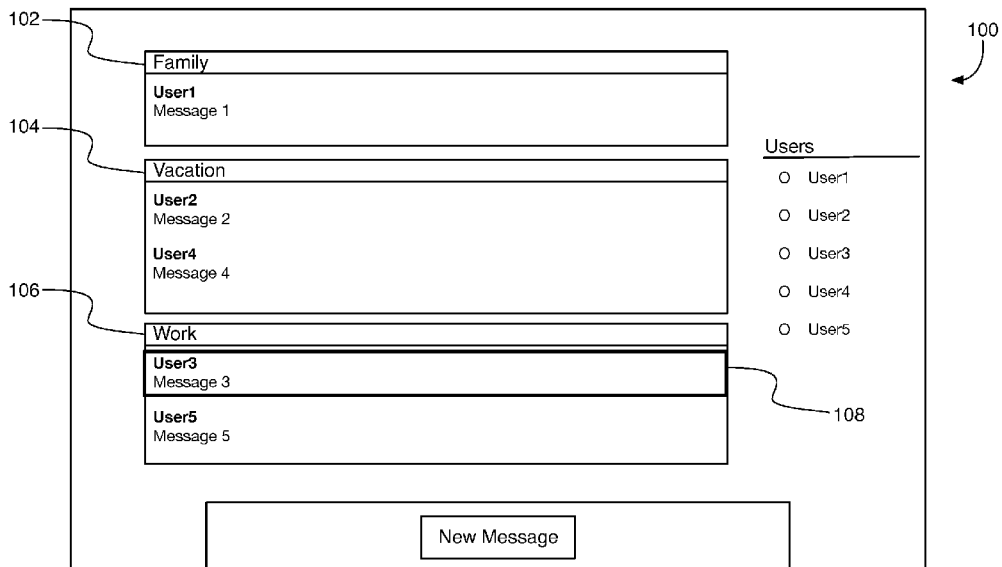 102
100
Family
User1
Message 1
104
Users
Vacation
User1
User2
Message 2
User2
User4
Message 4
User3
106
User4
Work
User5
User3
Message 3
108
User5
Message 5
New Message